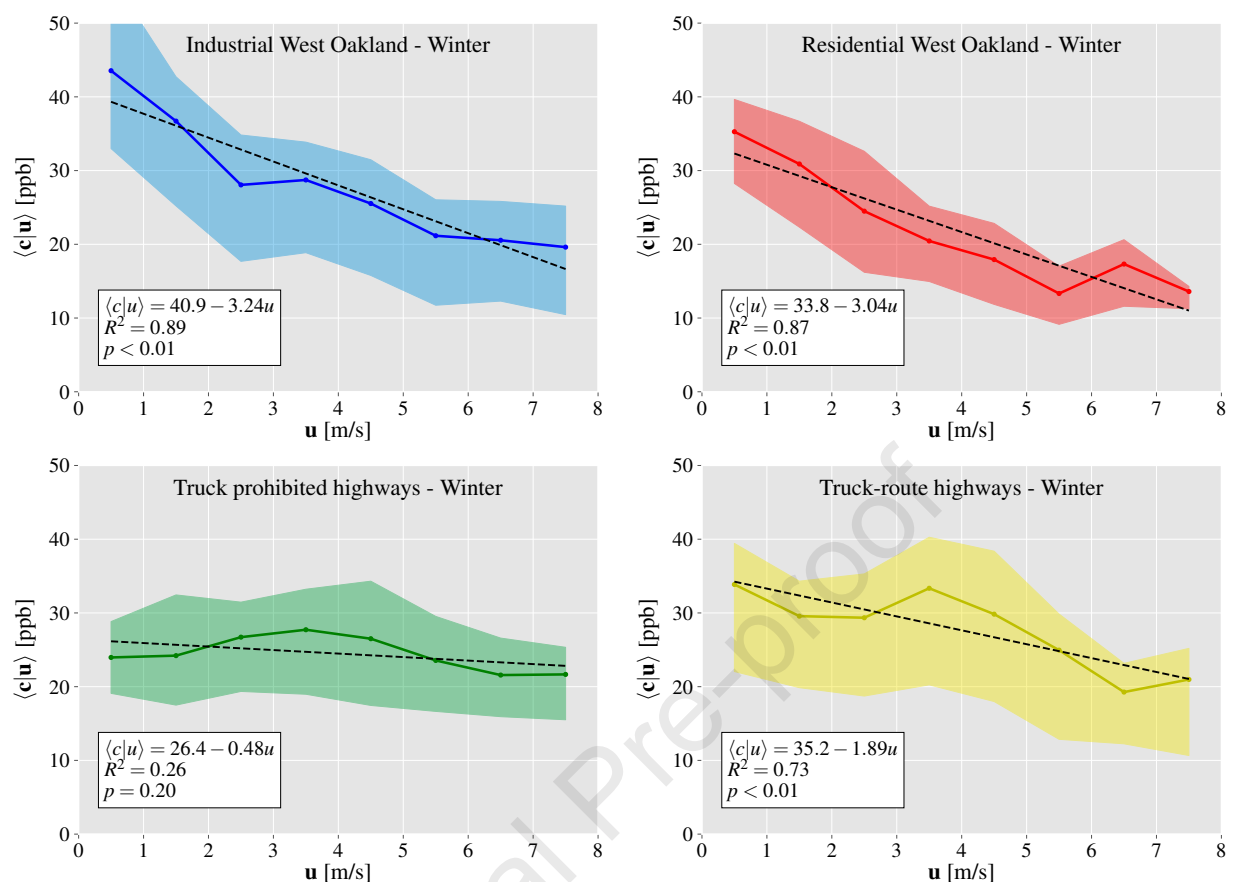 Industrial West Oakland - Winter
50
40
30
20
10
0
⟨c|u⟩ [ppb]
⟨c|u⟩ = 40.9 − 3.24u
R² = 0.89
p < 0.01
0 1 2 3 4 5 6 7 8
u [m/s]
Residential West Oakland - Winter
50
40
30
20
10
0
⟨c|u⟩ [ppb]
⟨c|u⟩ = 33.8 − 3.04u
R² = 0.87
p < 0.01
0 1 2 3 4 5 6 7 8
u [m/s]
Truck prohibited highways - Winter
50
40
30
20
10
0
⟨c|u⟩ [ppb]
⟨c|u⟩ = 26.4 − 0.48u
R² = 0.26
p = 0.20
0 1 2 3 4 5 6 7 8
u [m/s]
Truck-route highways - Winter
50
40
30
20
10
0
⟨c|u⟩ [ppb]
⟨c|u⟩ = 35.2 − 1.89u
R² = 0.73
p < 0.01
0 1 2 3 4 5 6 7 8
u [m/s]
al Pre-proof